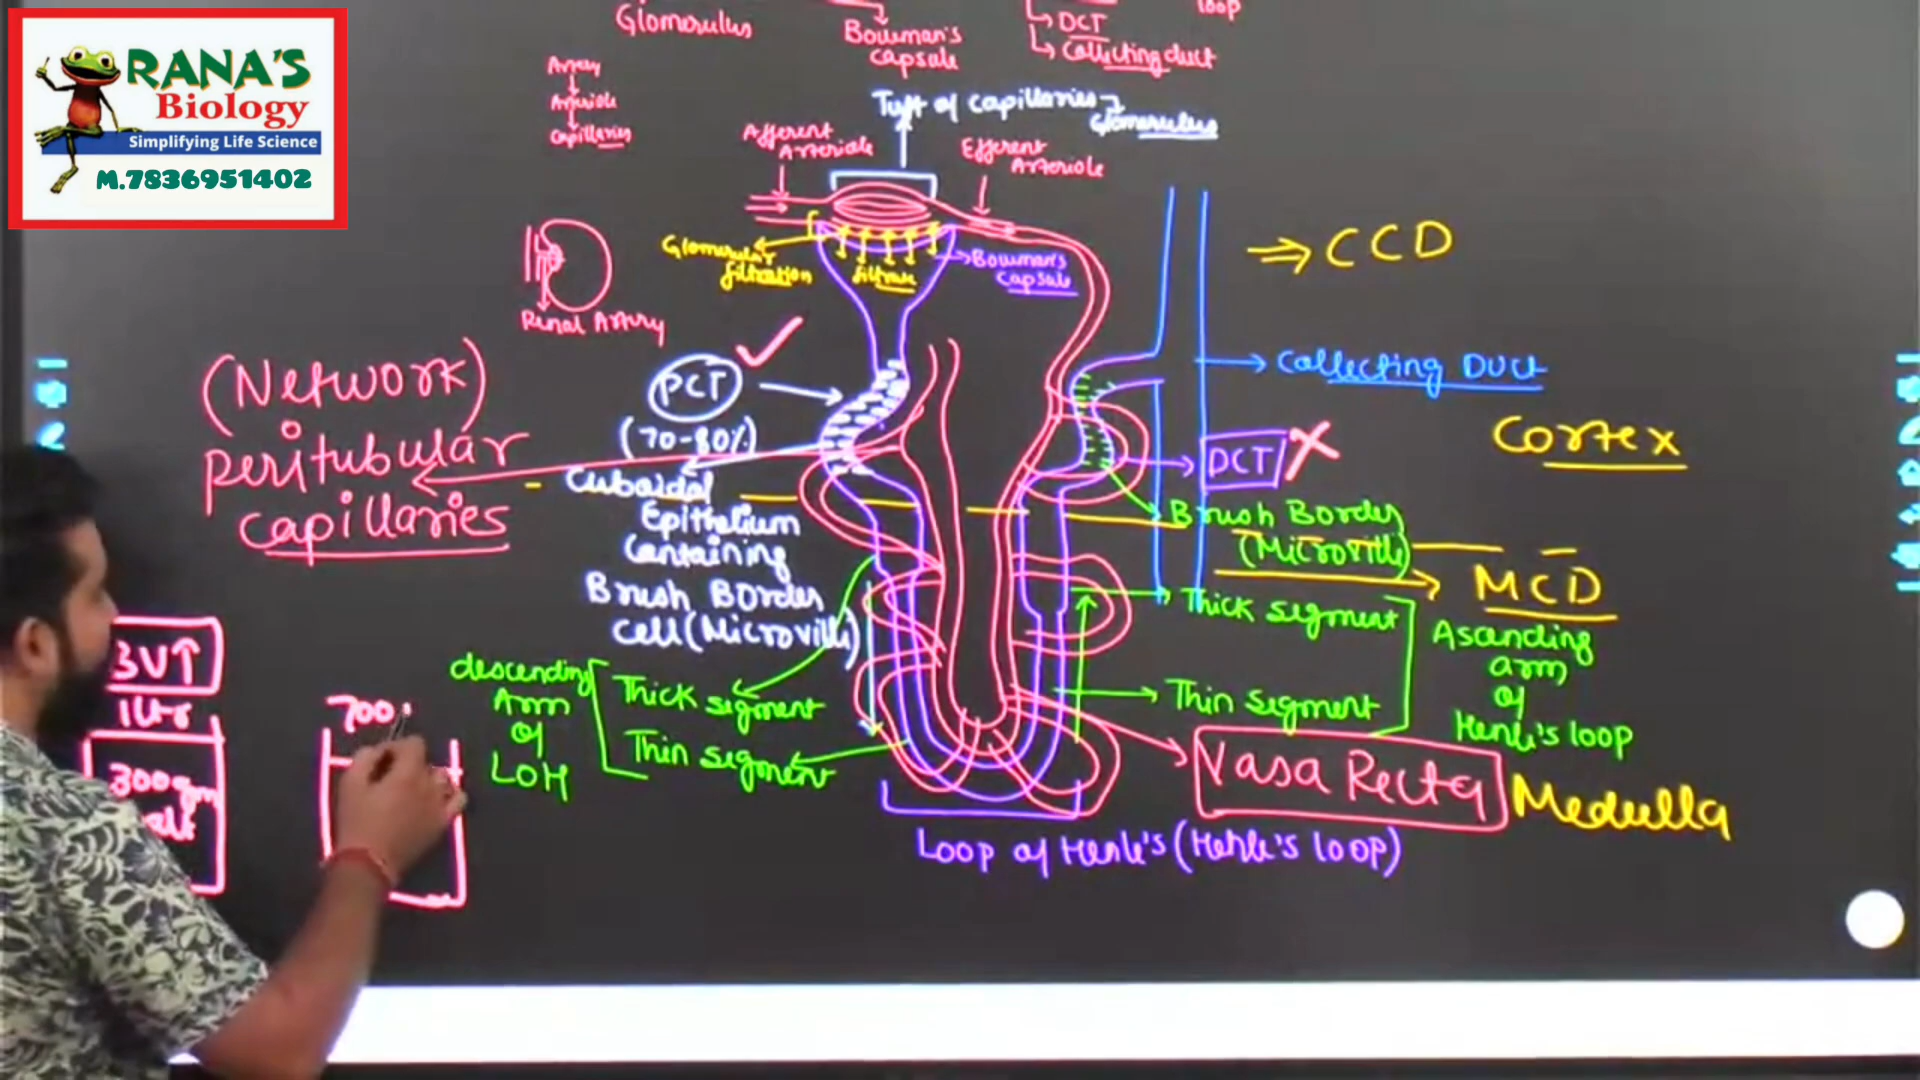 RANA'S
Biology
Simplifying Life Science
M.7836951402
Glomerulus
Bowman's
capsule
DCT
Collecting duct
loop
Artery
Arteriole
Capillaries
Tuft of capillaries
Glomerulus
Afferent
Arteriole
Efferent
Arteriole
Glomerular
filtration
filtrate
Bowman's
Capsule
CCD
Renal Artery
(Network)
Peritubular
Capillaries
PCT
(70-80%)
Cuboidal
Epithelium
Containing
Brush Border
Cell (Microvilli)
Collecting Duct
Cortex
DCT
Brush Border
(Microvilli)
MCD
Thick segment
Thin segment
Ascanding
arm
of
Henle's loop
descending
Arm
of
LOH
Thick segment
Thin segment
Vasa Recta
Medulla
Loop of Henle's (Henle's loop)
BV↑
1ltr
300gm
700